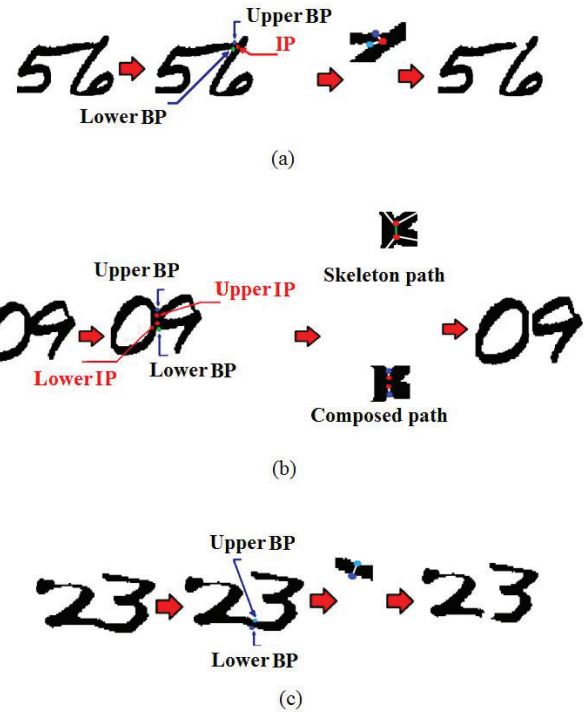 Upper BP
IP
56 56 56
Lower BP
(a)
Upper BP
Upper IP
Skeleton path
09 09 09
Lower IP
Lower BP
Composed path
(b)
Upper BP
23 23 23
Lower BP
(c)